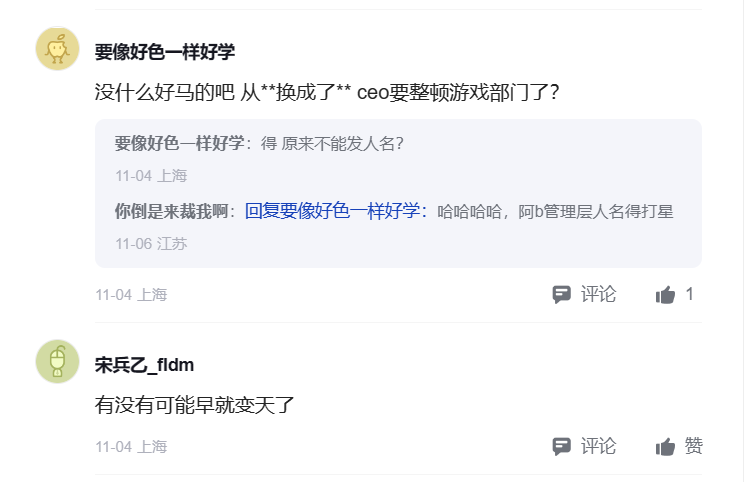 要像好色一样好学
没什么好马的吧 从**换成了** ceo要整顿游戏部门了？
要像好色一样好学：得 原来不能发人名？
11-04 上海
你倒是来裁我啊：回复要像好色一样好学：哈哈哈哈，阿b管理层人名得打星
11-06 江苏
11-04 上海 评论 1
宋兵乙_fldm
有没有可能早就变天了
11-04 上海 评论 赞